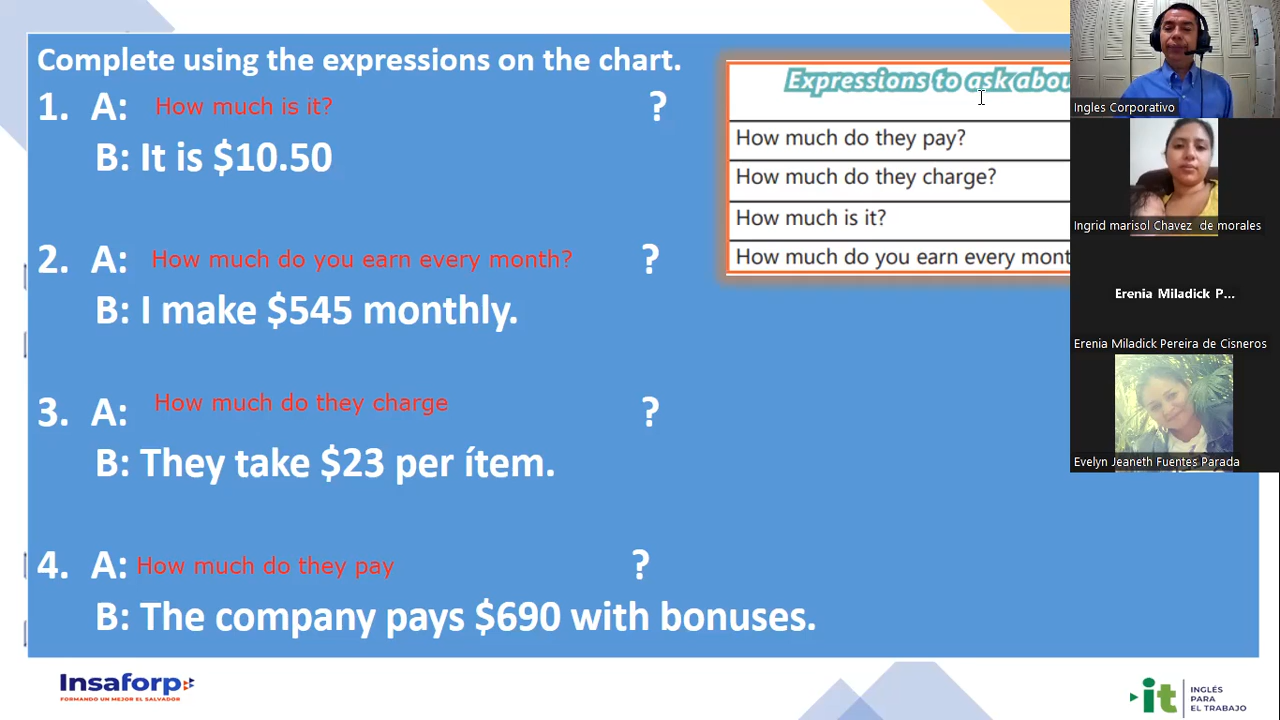 Complete using the expressions on the chart.
1. A: How much is it? ?
B: It is $10.50
2. A: How much do you earn every month? ?
B: I make $545 monthly.
3. A: How much do they charge ?
B: They take $23 per ítem.
4. A: How much do they pay ?
B: The company pays $690 with bonuses.
Expressions to ask
How much do they pay?
How much do they charge?
How much is it?
How much do you earn every
Ingles Corporativo
Ingrid marisol Chavez de morales
Erenia Miladick P...
Erenia Miladick Pereira de Cisneros
Evelyn Jeaneth Fuentes Parada
Insaforp
FORMANDO UN MEJOR EL SALVADOR
it
INGLÉS
PARA
EL TRABAJO